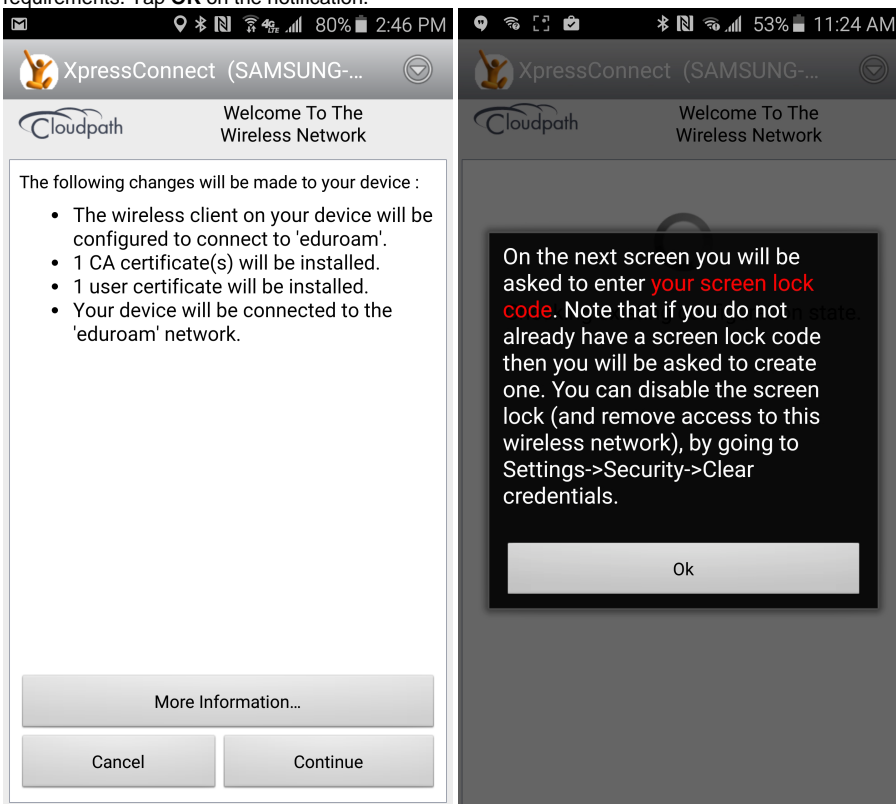 requirements. Tap OK on the notification.
80% 2:46 PM
XpressConnect (SAMSUNG-...
Cloudpath
Welcome To The
Wireless Network
The following changes will be made to your device :
• The wireless client on your device will be
configured to connect to 'eduroam'.
• 1 CA certificate(s) will be installed.
• 1 user certificate will be installed.
• Your device will be connected to the
'eduroam' network.
More Information...
Cancel
Continue
53% 11:24 AM
XpressConnect (SAMSUNG-...
Cloudpath
Welcome To The
Wireless Network
On the next screen you will be
asked to enter your screen lock
code. Note that if you do not
already have a screen lock code
then you will be asked to create
one. You can disable the screen
lock (and remove access to this
wireless network), by going to
Settings->Security->Clear
credentials.
state.
Ok